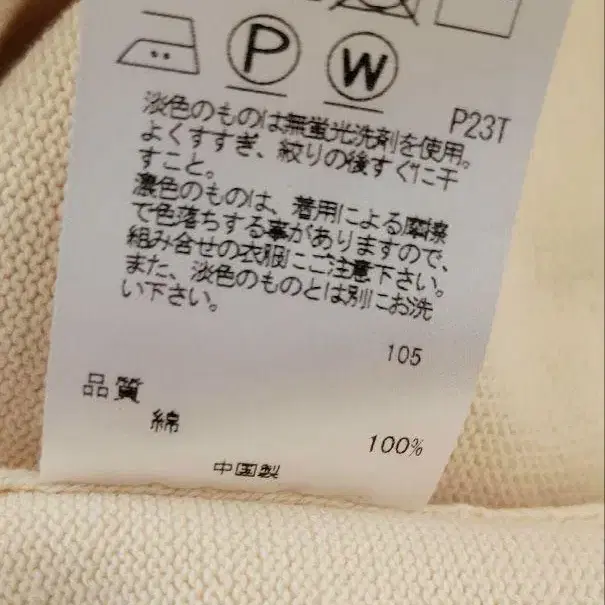 P
W
P23T
淡色のものは無蛍光洗剤を使用。
よくすすぎ、絞りの後すぐに干
すこと。
濃色のものは、着用による摩擦
で色落ちする事がありますので、
組み合せの衣服にご注意下さい。
また、淡色のものとは別にお洗
い下さい。
105
品質
綿 100%
中国製